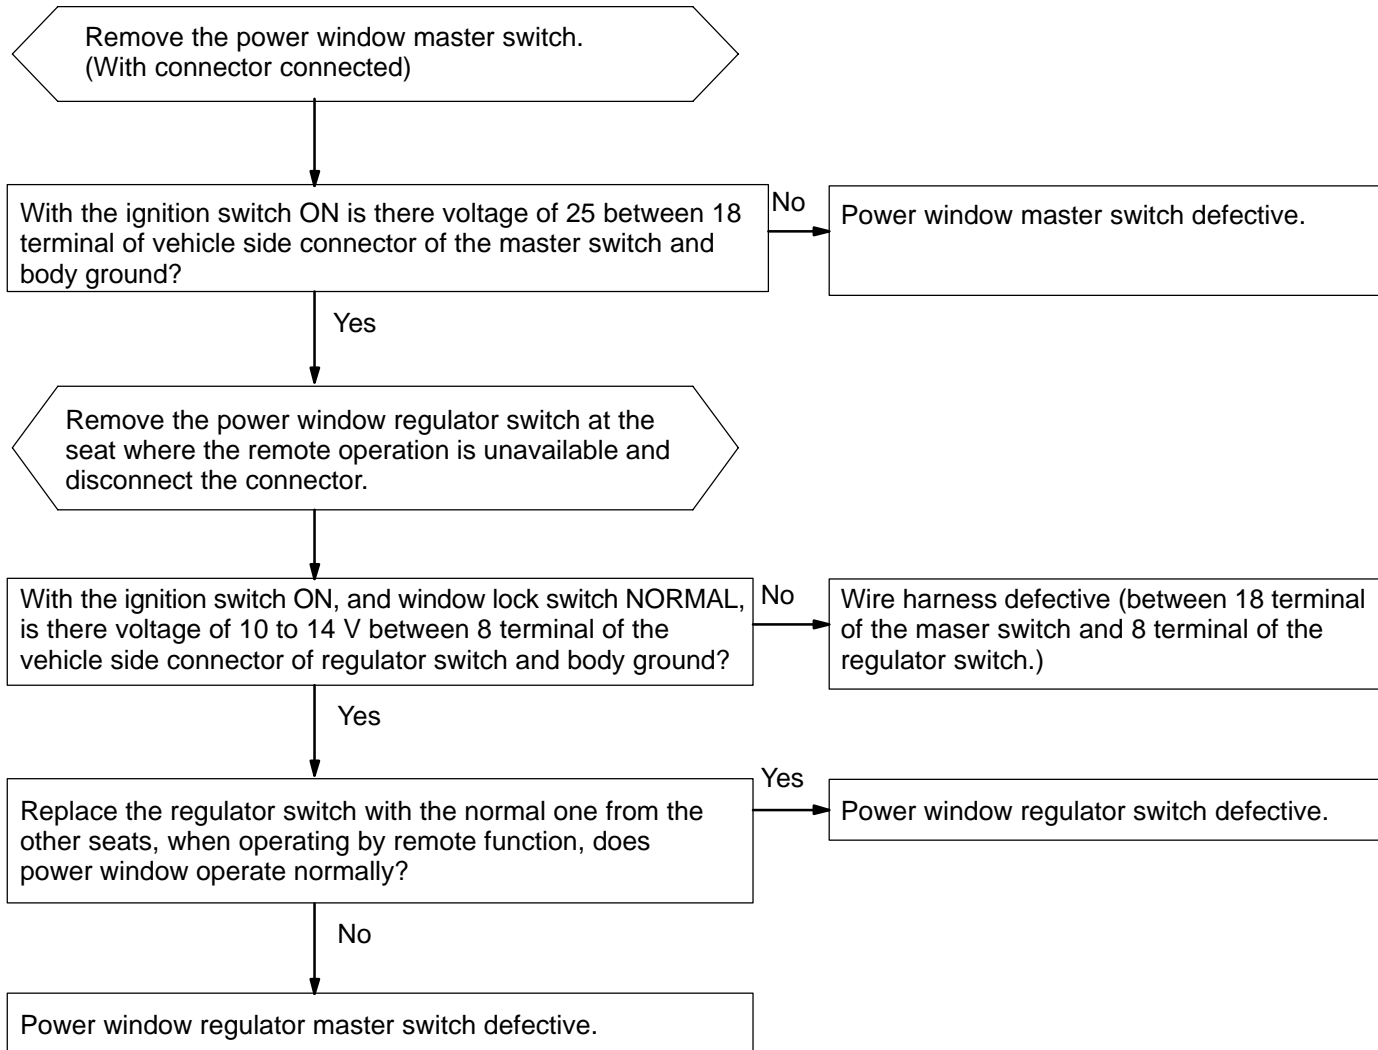 Remove the power window master switch.
(With connector connected)
With the ignition switch ON is there voltage of 25 between 18
terminal of vehicle side connector of the master switch and
body ground?
No
Power window master switch defective.
Yes
Remove the power window regulator switch at the
seat where the remote operation is unavailable and
disconnect the connector.
With the ignition switch ON, and window lock switch NORMAL,
is there voltage of 10 to 14 V between 8 terminal of the
vehicle side connector of regulator switch and body ground?
No
Wire harness defective (between 18 terminal
of the maser switch and 8 terminal of the
regulator switch.)
Yes
Replace the regulator switch with the normal one from the
other seats, when operating by remote function, does
power window operate normally?
Yes
Power window regulator switch defective.
No
Power window regulator master switch defective.